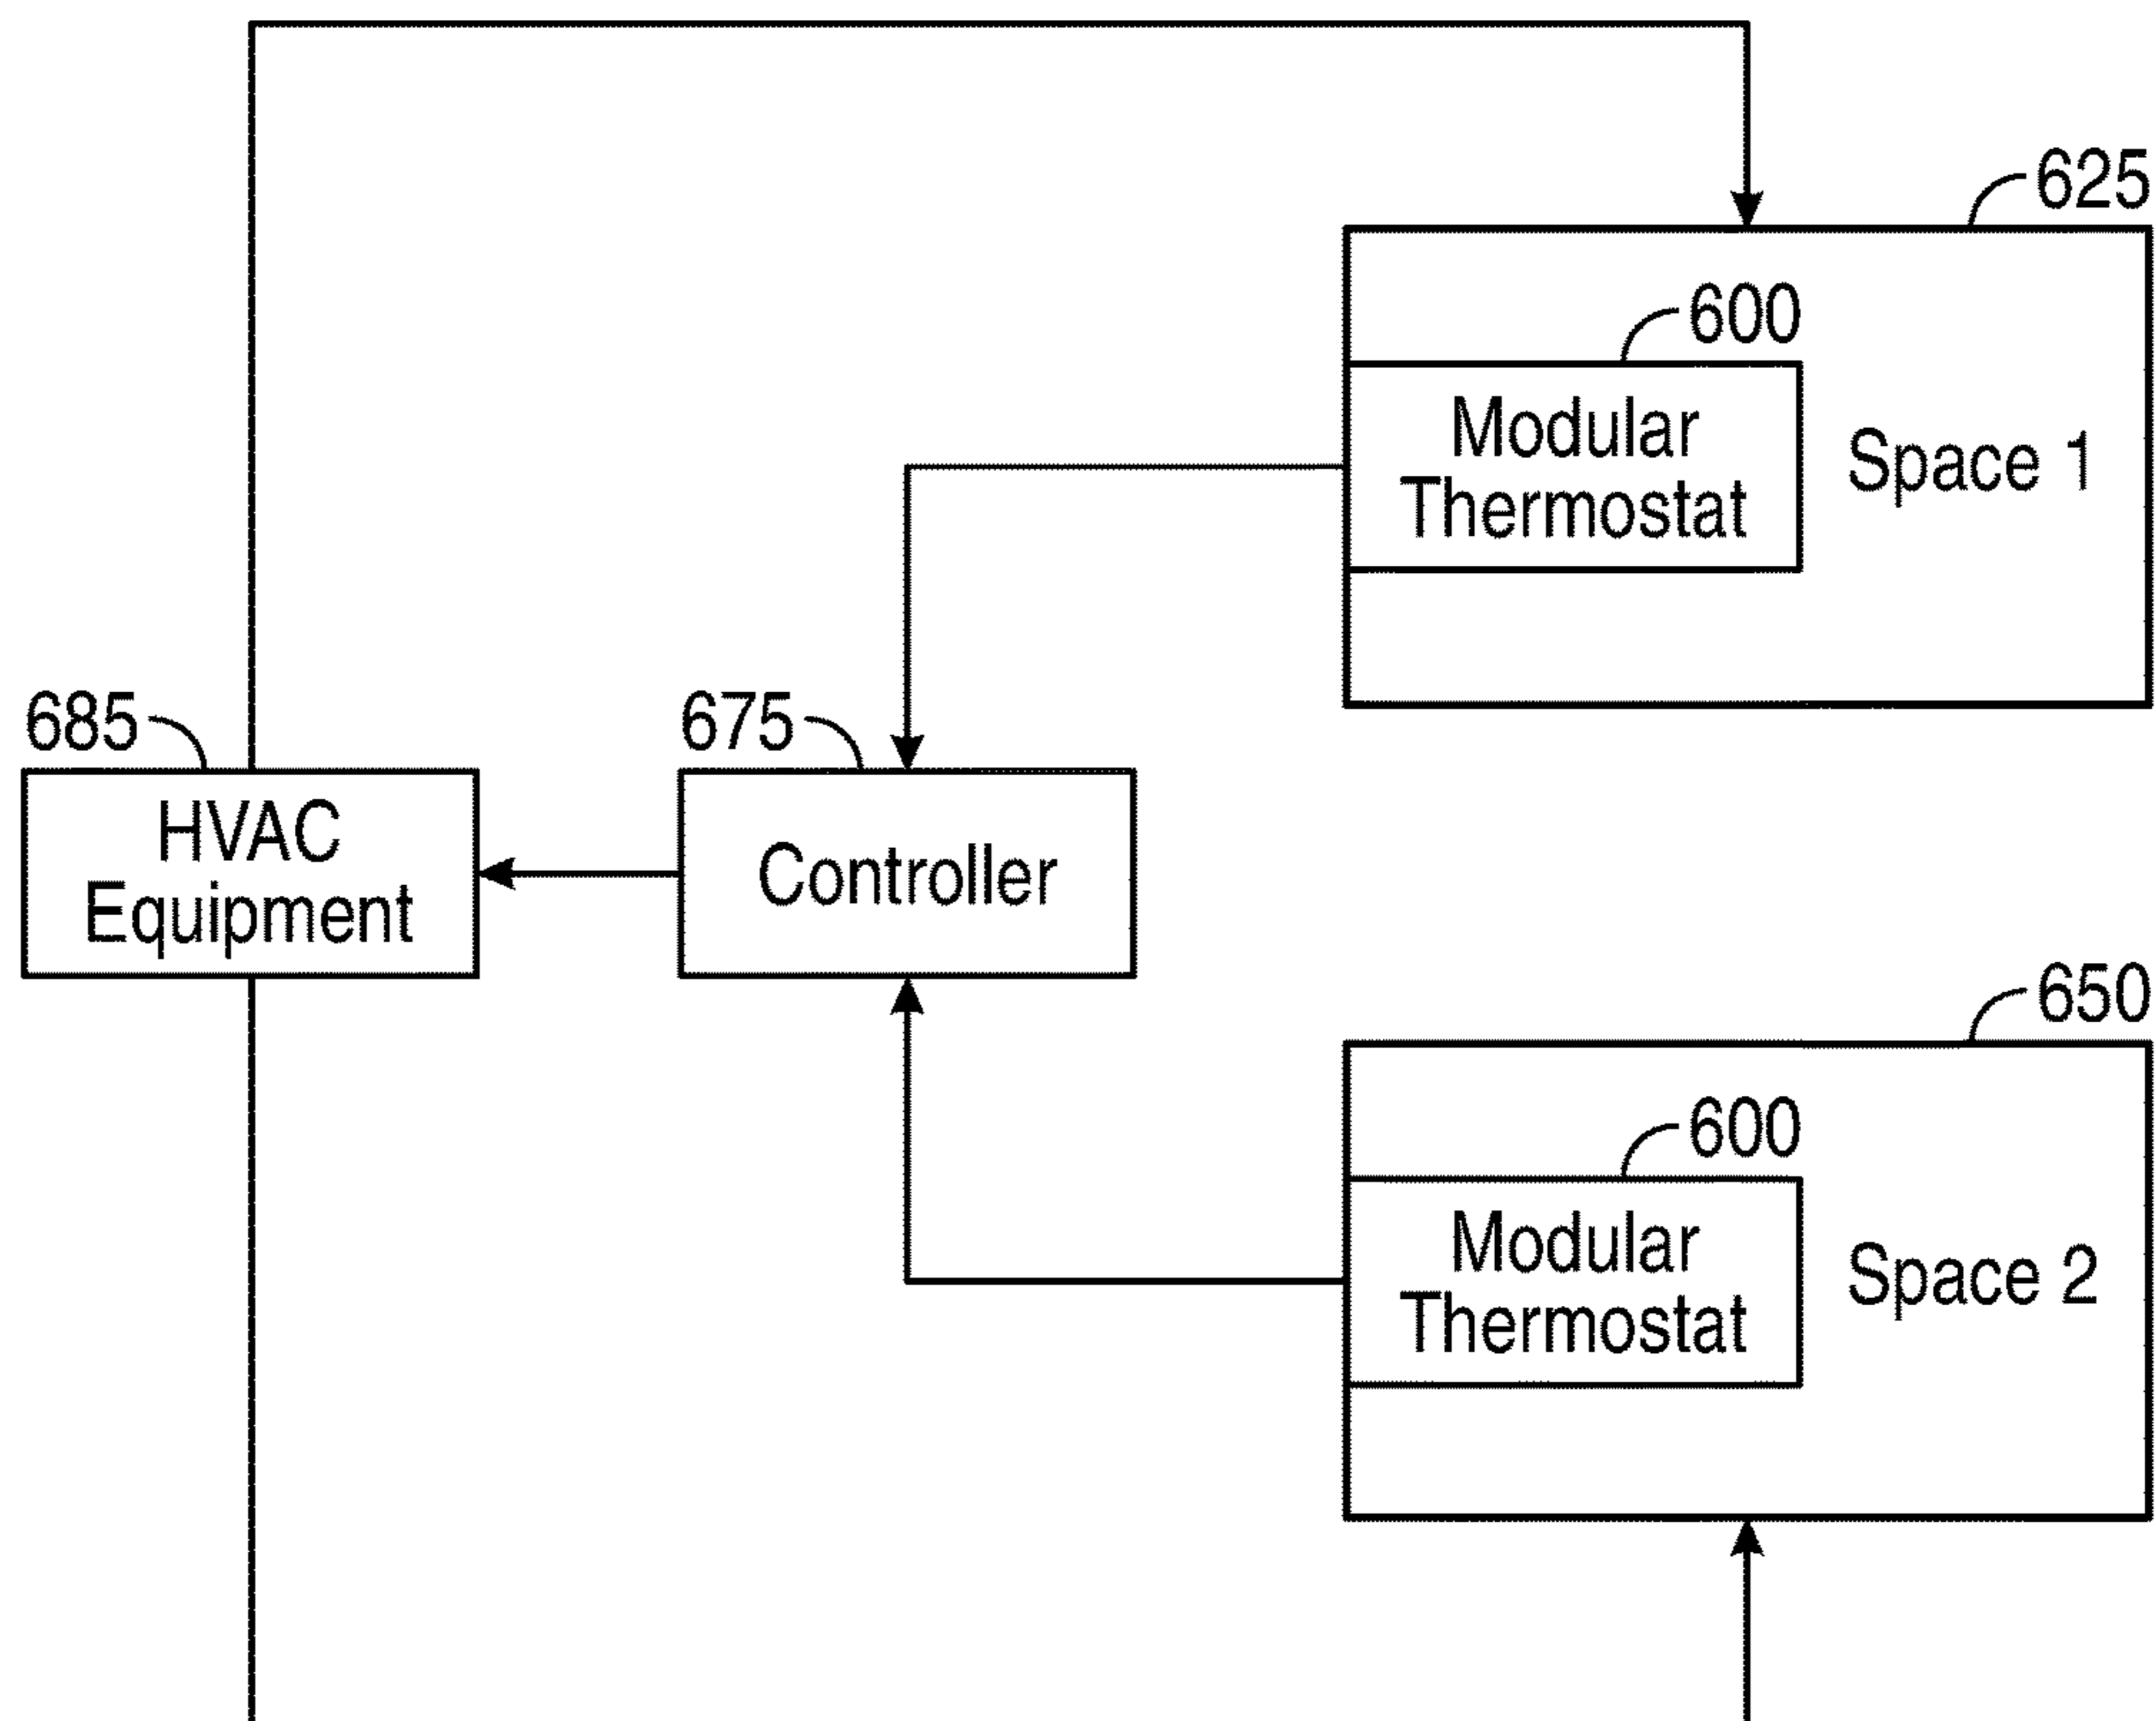 625
600
Modular
Thermostat
Space 1
685
675
HVAC
Equipment
Controller
650
600
Modular
Thermostat
Space 2